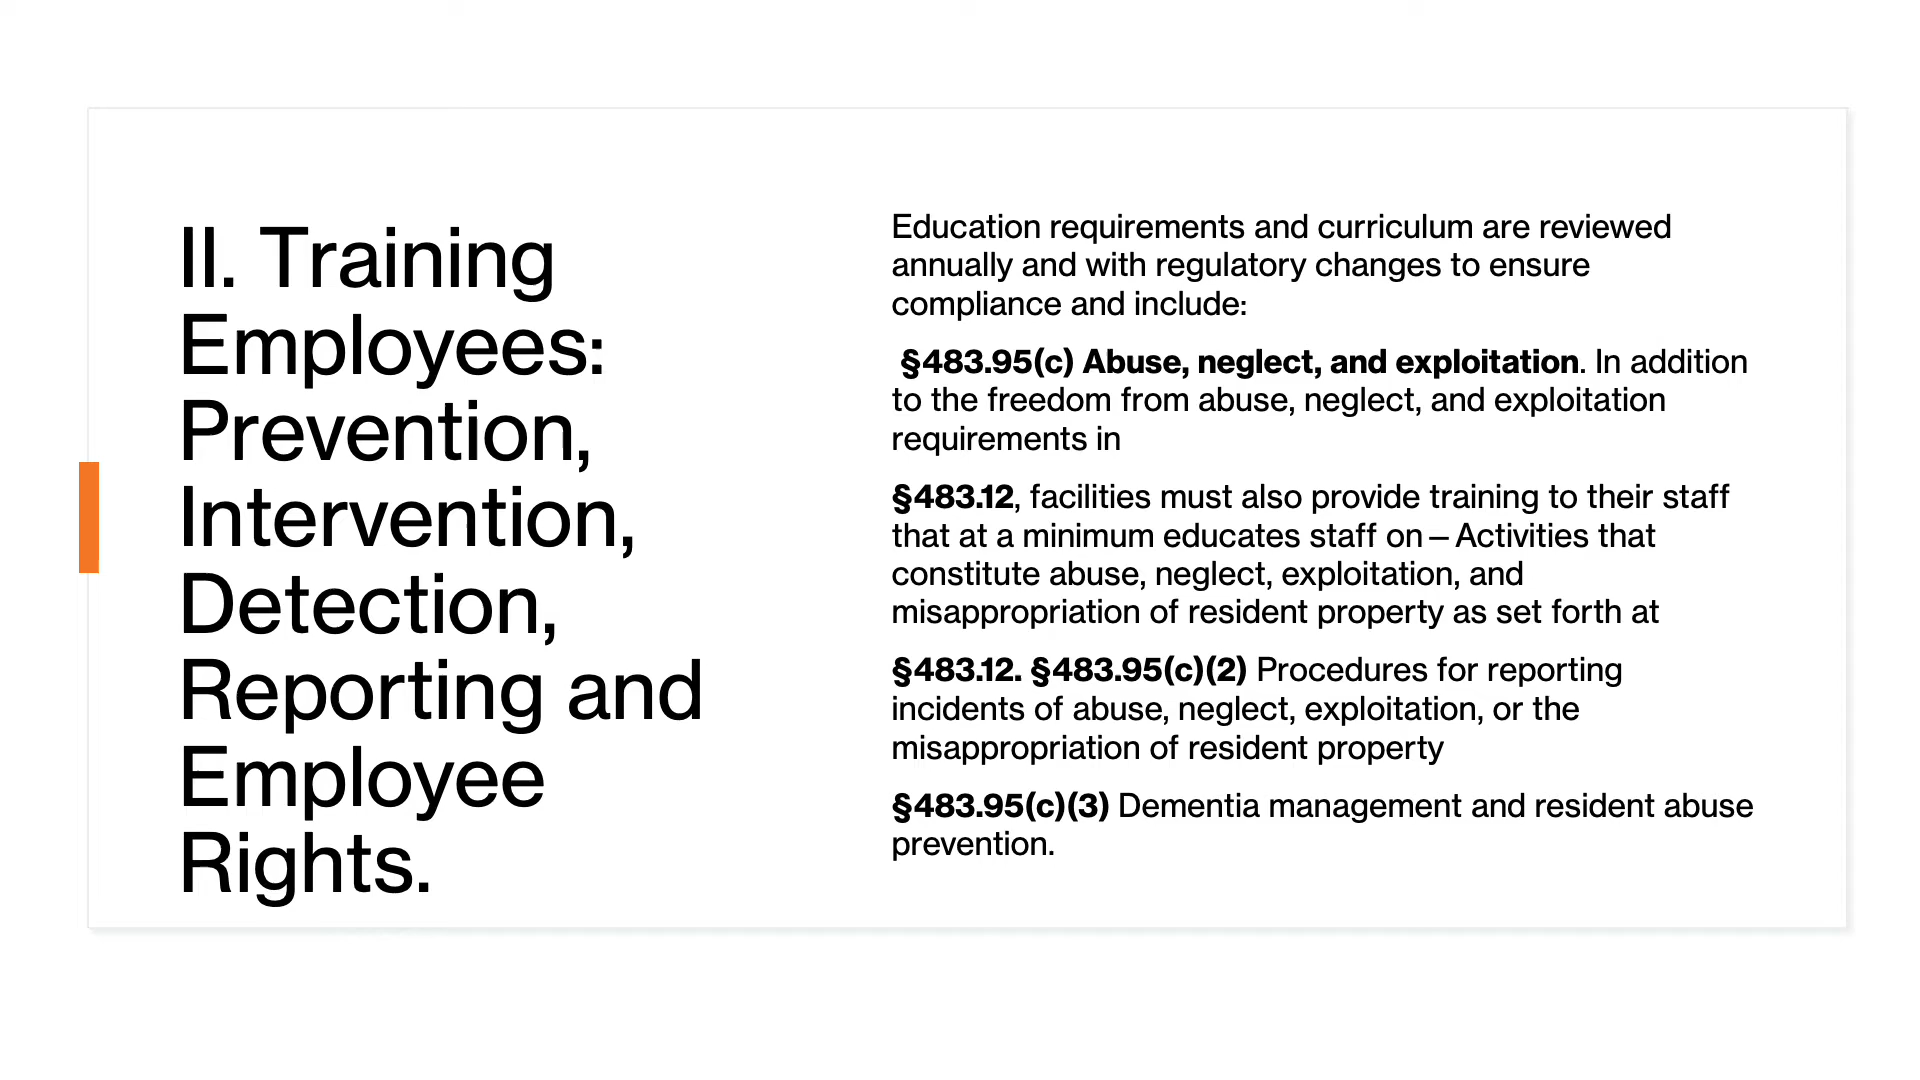 II. Training
Employees:
Prevention,
Intervention,
Detection,
Reporting and
Employee
Rights.
Education requirements and curriculum are reviewed
annually and with regulatory changes to ensure
compliance and include:
§483.95(c) Abuse, neglect, and exploitation. In addition
to the freedom from abuse, neglect, and exploitation
requirements in
§483.12, facilities must also provide training to their staff
that at a minimum educates staff on – Activities that
constitute abuse, neglect, exploitation, and
misappropriation of resident property as set forth at
§483.12. §483.95(c)(2) Procedures for reporting
incidents of abuse, neglect, exploitation, or the
misappropriation of resident property
§483.95(c)(3) Dementia management and resident abuse
prevention.